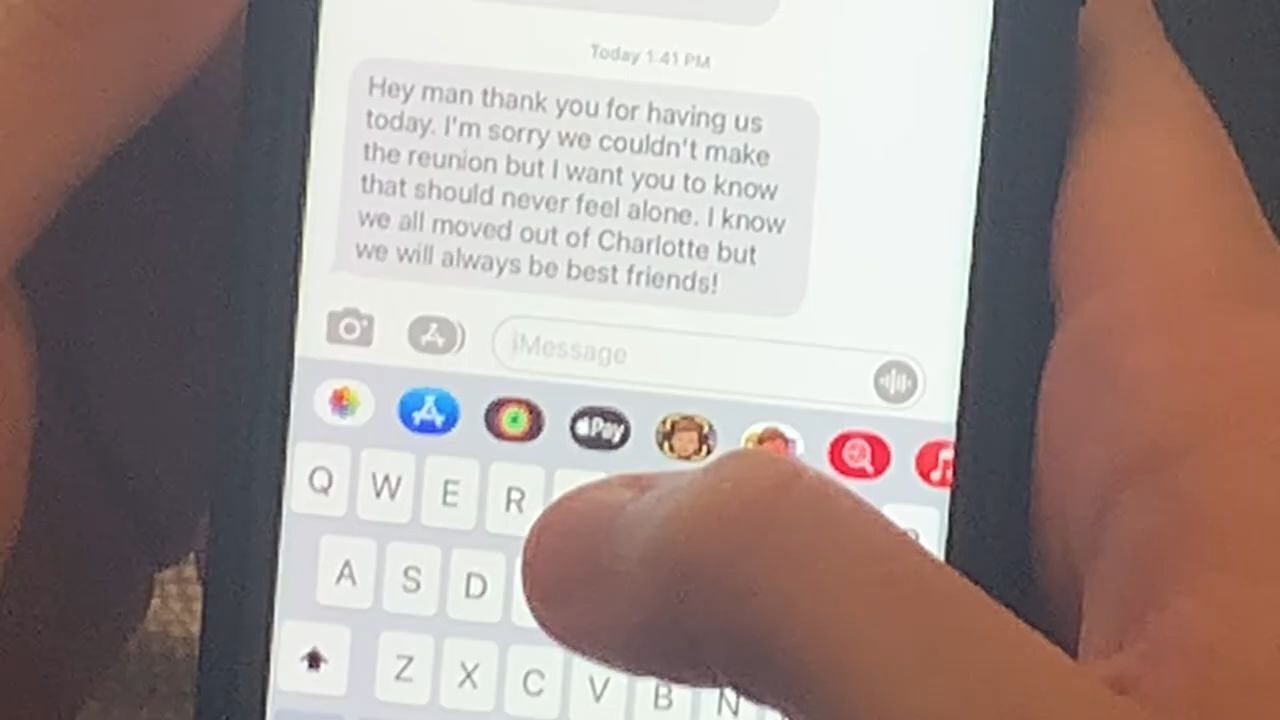 Today 1:41 PM
Hey man thank you for having us
today. I'm sorry we couldn't make
the reunion but I want you to know
that should never feel alone. I know
we all moved out of Charlotte but
we will always be best friends!
iMessage
Pay
Q W E R
A S D
Z X C V B N